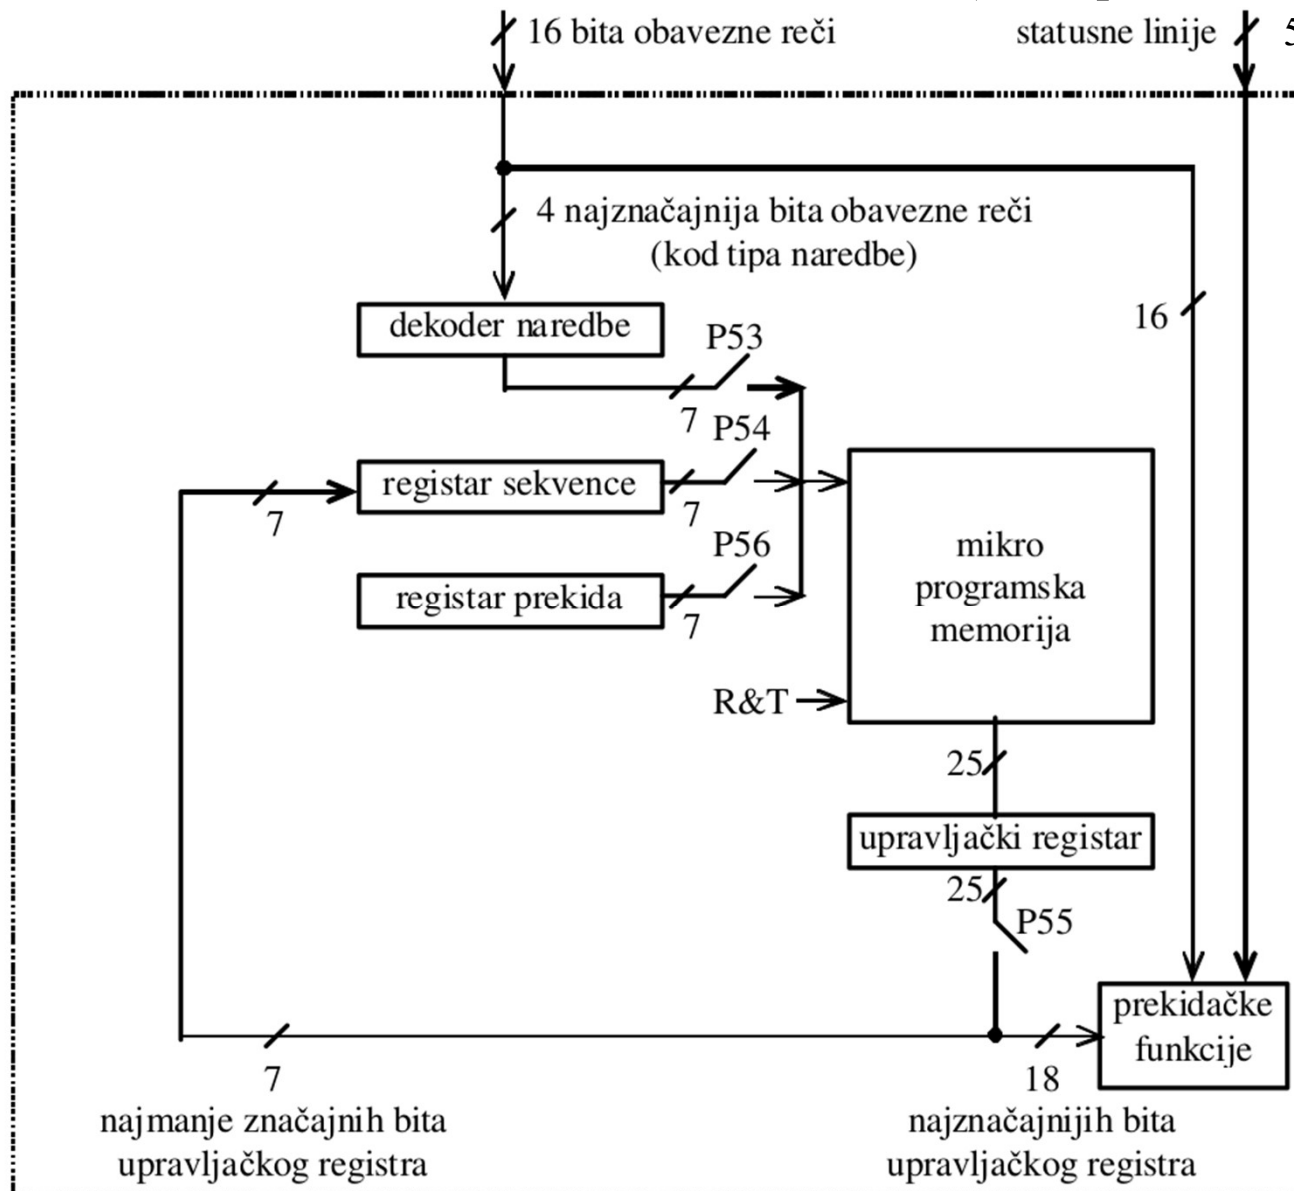 16 bita obavezne reči
statusne linije
5
4 najznačajnija bita obavezne reči
(kod tipa naredbe)
16
dekoder naredbe
P53
7
P54
registar sekvence
7
7
P56
registar prekida
7
mikro
programska
memorija
R&T
25
upravljački registar
25
P55
prekidačke
funkcije
7
18
najmanje značajnih bita
upravljačkog registra
najznačajnijih bita
upravljačkog registra